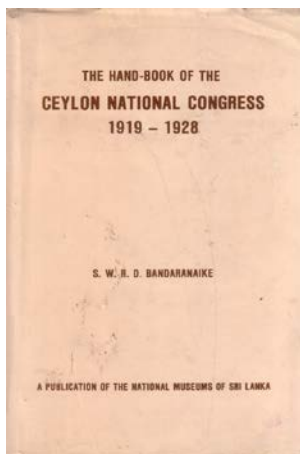 THE HAND-BOOK OF THE
CEYLON NATIONAL CONGRESS
1919 – 1928
S. W. R. D. BANDARANAIKE
A PUBLICATION OF THE NATIONAL MUSEUMS OF SRI LANKA